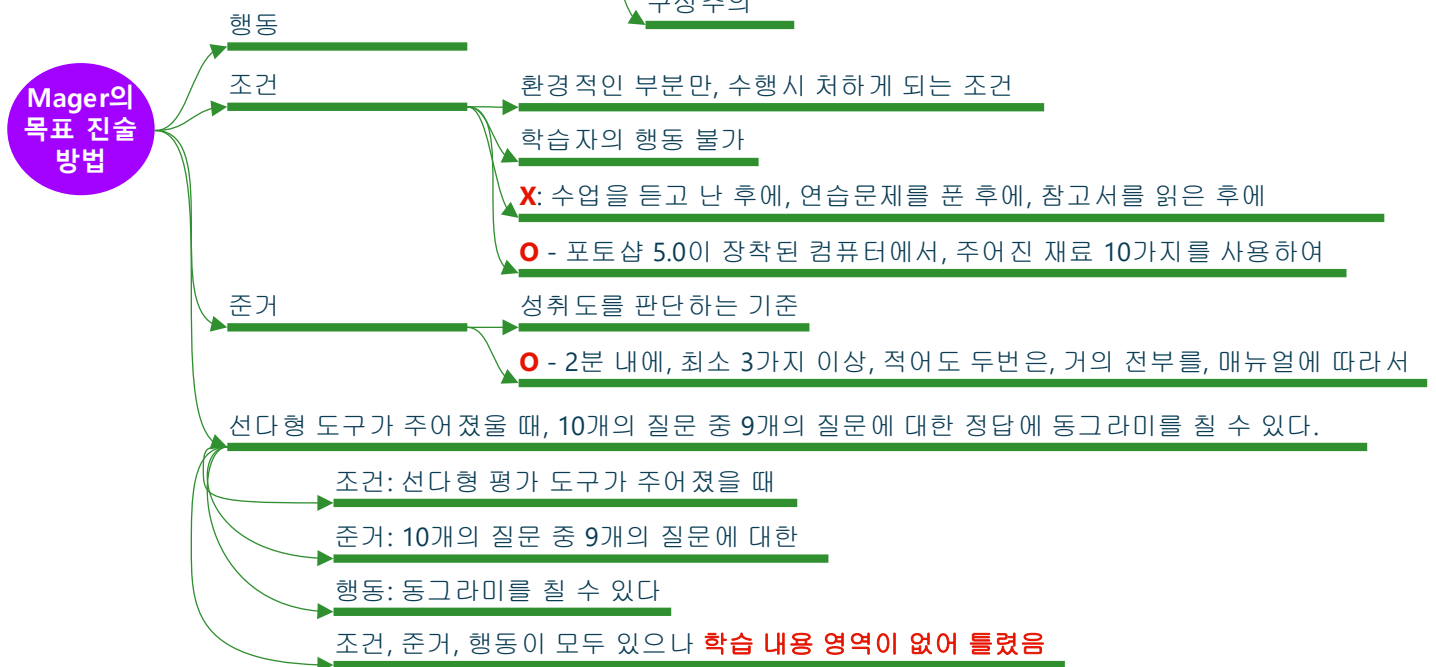 구성주의
행동
Mager의
목표 진술
방법
조건
환경적인 부분만, 수행시 처하게 되는 조건
학습자의 행동 불가
X: 수업을 듣고 난 후에, 연습문제를 푼 후에, 참고서를 읽은 후에
O - 포토샵 5.0이 장착된 컴퓨터에서, 주어진 재료 10가지를 사용하여
준거
성취도를 판단하는 기준
O - 2분 내에, 최소 3가지 이상, 적어도 두번은, 거의 전부를, 매뉴얼에 따라서
선다형 도구가 주어졌울 때, 10개의 질문 중 9개의 질문에 대한 정답에 동그라미를 칠 수 있다.
조건: 선다형 평가 도구가 주어졌을 때
준거: 10개의 질문 중 9개의 질문에 대한
행동: 동그라미를 칠 수 있다
조건, 준거, 행동이 모두 있으나 학습 내용 영역이 없어 틀렸음